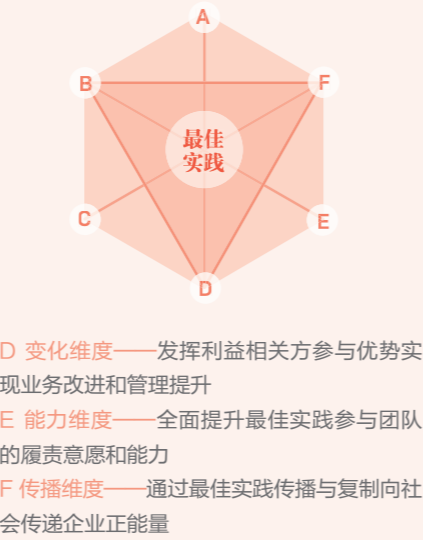 A
B
F
最佳
实践
C
E
D
D 变化维度——发挥利益相关方参与优势实
现业务改进和管理提升
E 能力维度——全面提升最佳实践参与团队
的履责意愿和能力
F 传播维度——通过最佳实践传播与复制向社
会传递企业正能量